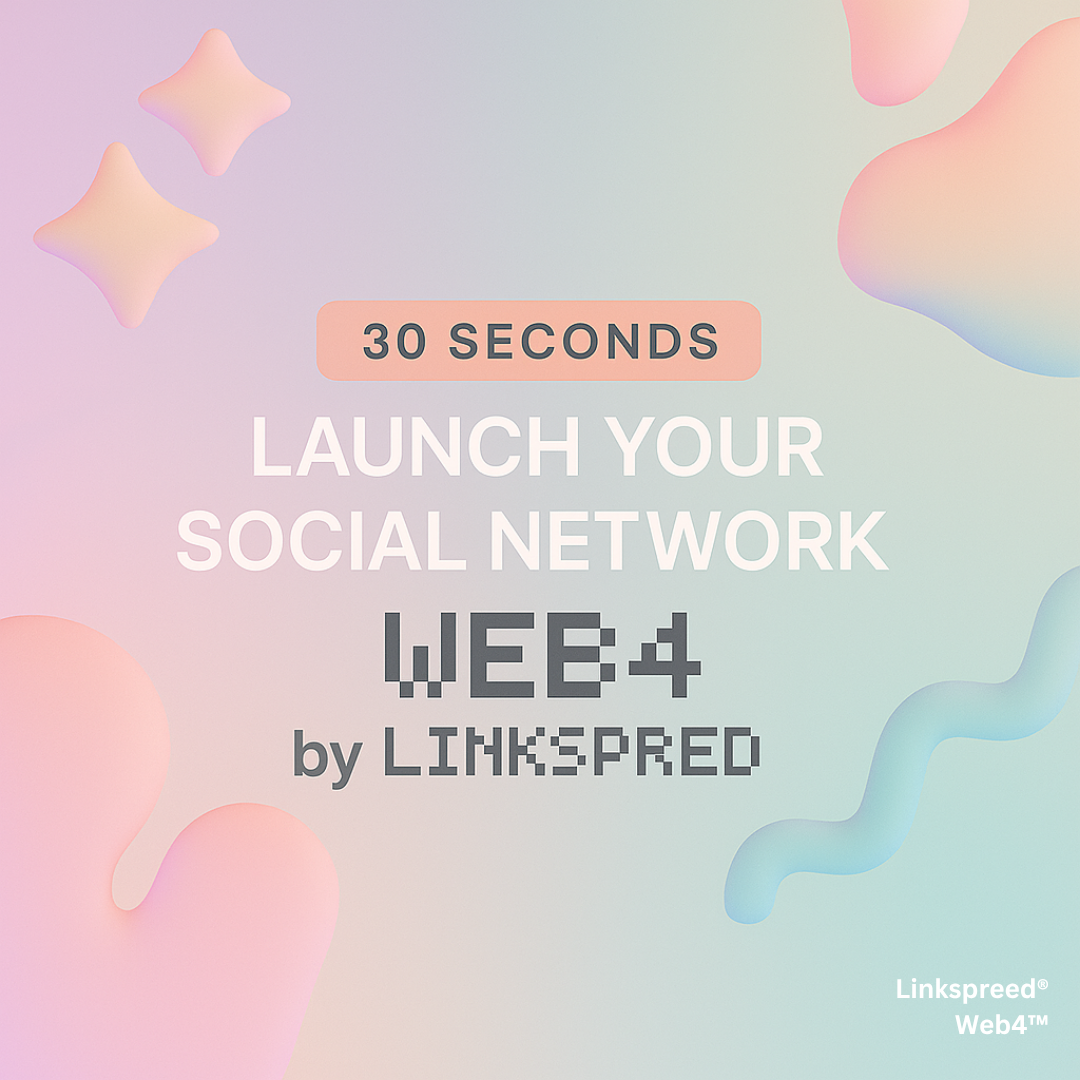 30 SECONDS
LAUNCH YOUR
SOCIAL NETWORK
WEB4
by LINKSPRED
Linkspreed®
Web4™